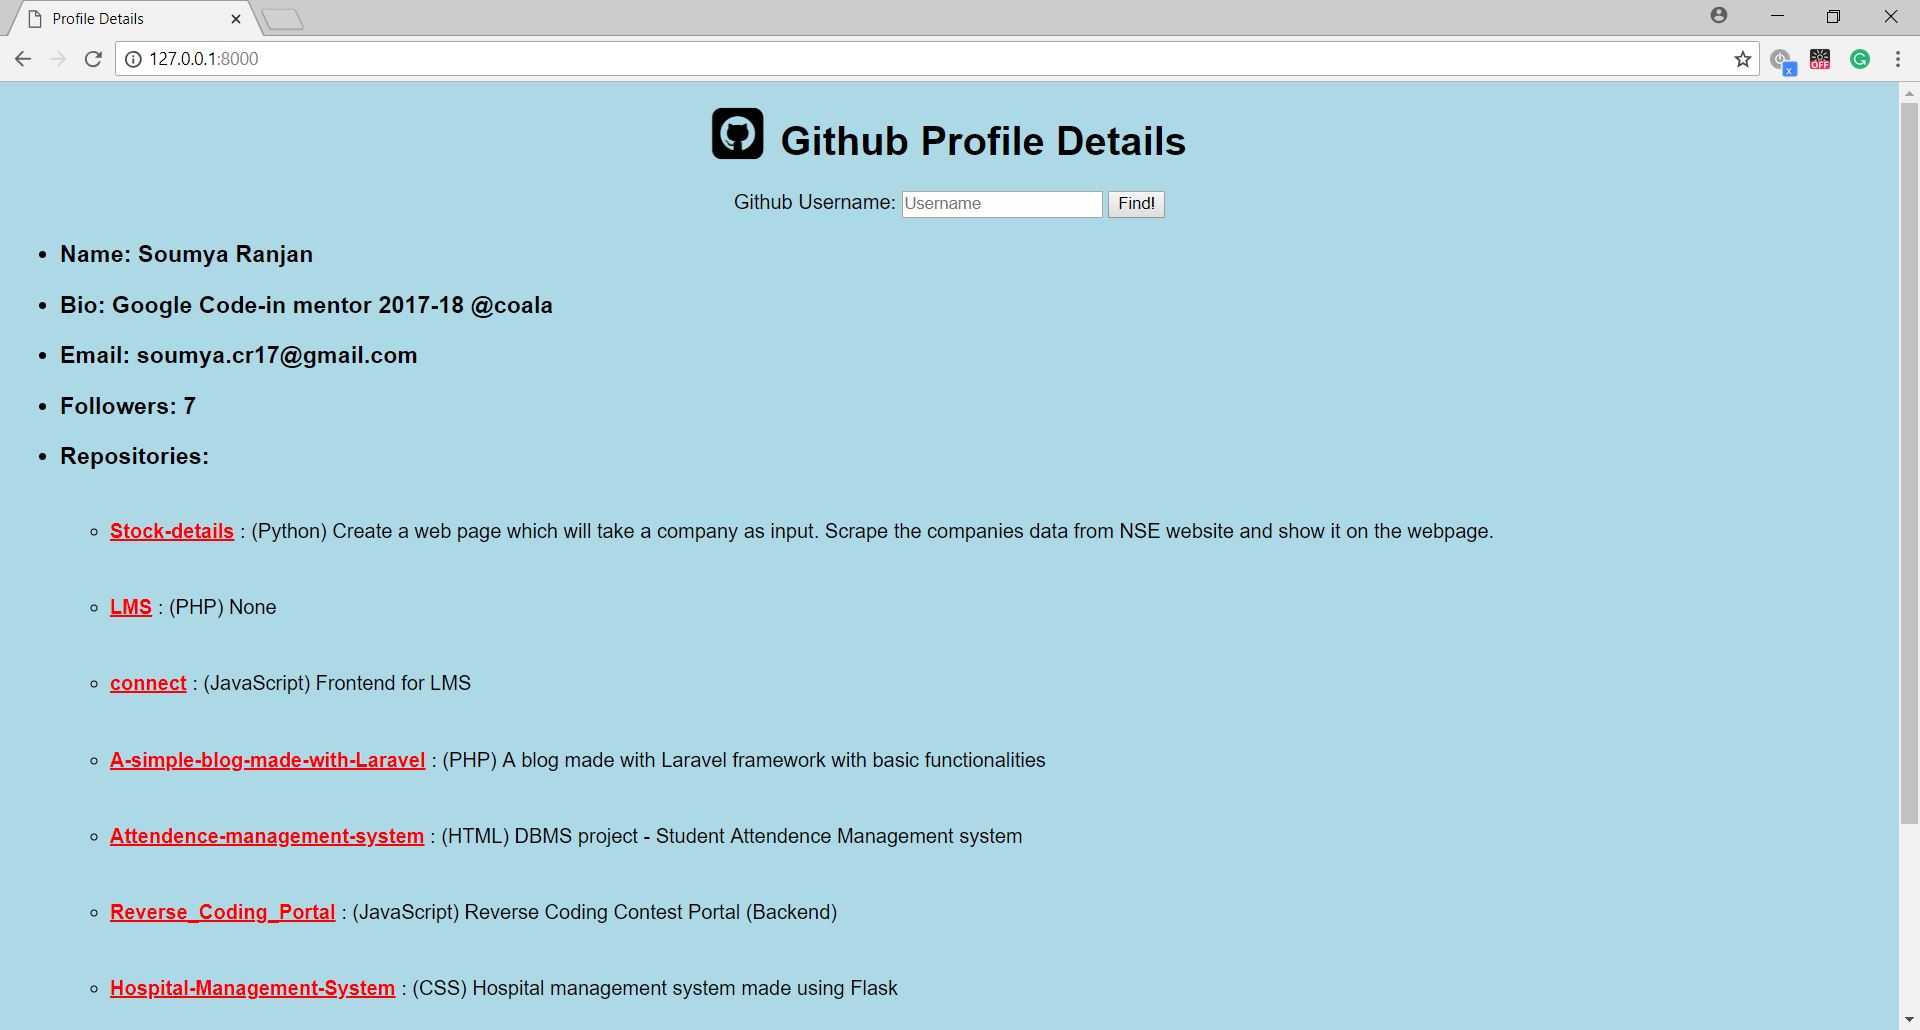 Profile Details
127.0.0.1:8000
OFF
G
x
Github Profile Details
Github Username: Username Find!
Name: Soumya Ranjan
Bio: Google Code-in mentor 2017-18 @coala
Email: soumya.cr17@gmail.com
Followers: 7
Repositories:
Stock-details : (Python) Create a web page which will take a company as input. Scrape the companies data from NSE website and show it on the webpage.
LMS : (PHP) None
connect : (JavaScript) Frontend for LMS
A-simple-blog-made-with-Laravel : (PHP) A blog made with Laravel framework with basic functionalities
Attendence-management-system : (HTML) DBMS project - Student Attendence Management system
Reverse_Coding_Portal : (JavaScript) Reverse Coding Contest Portal (Backend)
Hospital-Management-System : (CSS) Hospital management system made using Flask